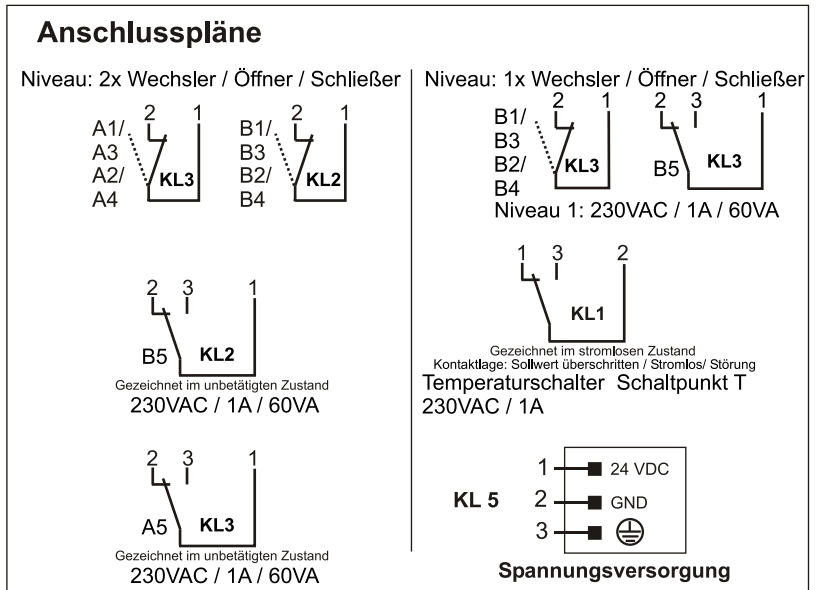 Anschlusspläne
Niveau: 2x Wechsler / Öffner / Schließer
2 1
A1/
A3
A2/
A4
KL3
2 1
B1/
B3
B2/
B4
KL2
2 3 1
B5 KL2
Gezeichnet im unbetätigten Zustand
230VAC / 1A / 60VA
2 3 1
A5 KL3
Gezeichnet im unbetätigten Zustand
230VAC / 1A / 60VA
Niveau: 1x Wechsler / Öffner / Schließer
2 1
B1/
B3
B2/
B4
KL3
2 3 1
B5 KL3
Niveau 1: 230VAC / 1A / 60VA
1 3 2
KL1
Gezeichnet im stromlosen Zustand
Kontaktlage: Sollwert überschritten / Stromlos/ Störung
Temperaturschalter Schaltpunkt T
230VAC / 1A
KL 5
1 24 VDC
2 GND
3
Spannungsversorgung